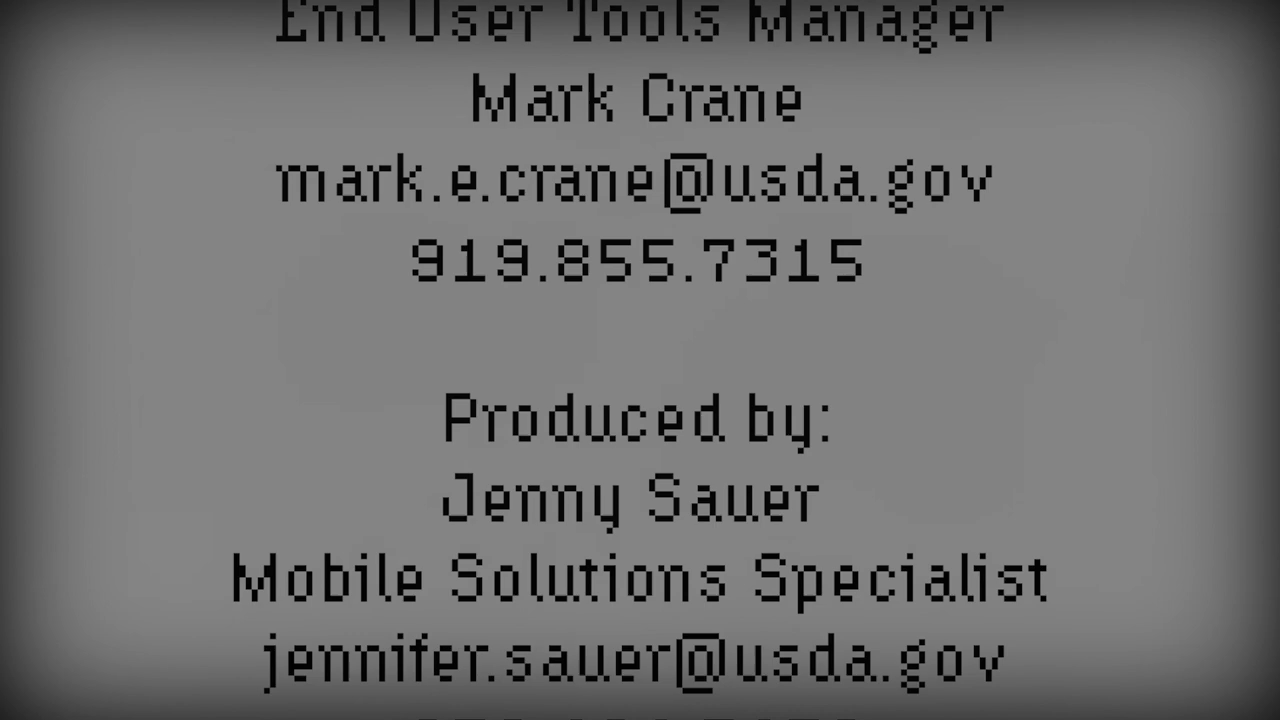 End User Tools Manager
Mark Crane
mark.e.crane@usda.gov
919.855.7315
Produced by:
Jenny Sauer
Mobile Solutions Specialist
jennifer.sauer@usda.gov